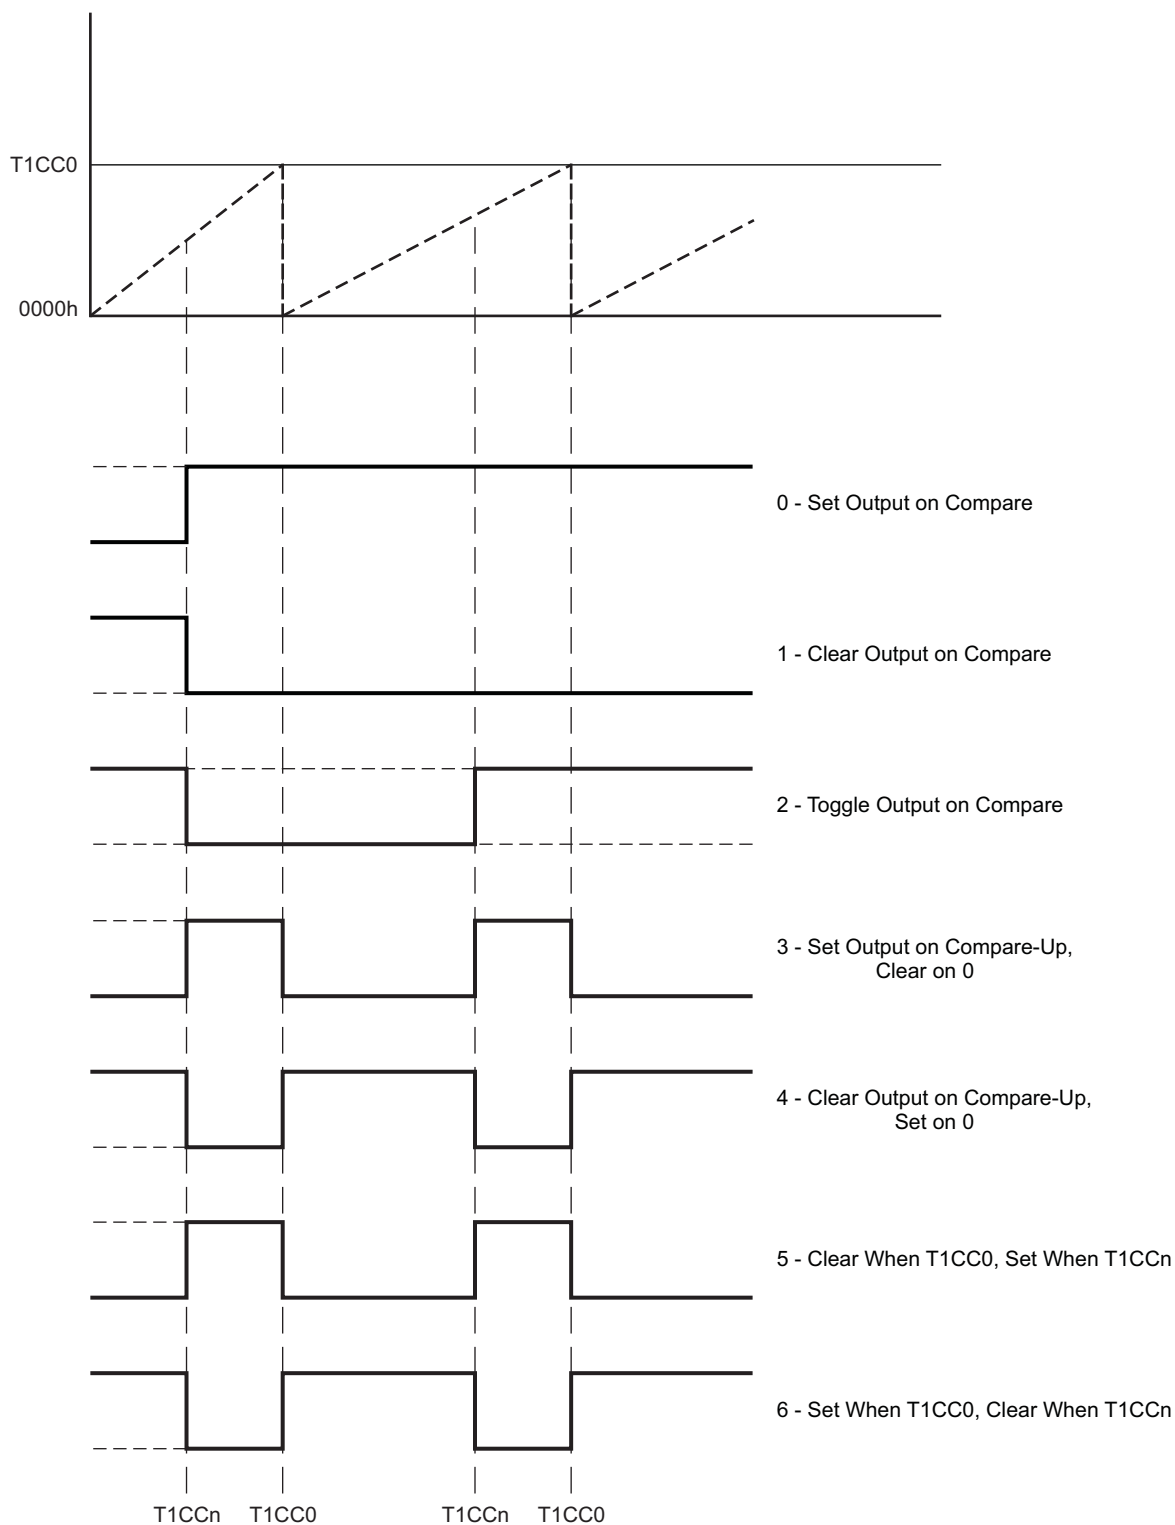 T1CC0
0000h
0 - Set Output on Compare
1 - Clear Output on Compare
2 - Toggle Output on Compare
3 - Set Output on Compare-Up,
Clear on 0
4 - Clear Output on Compare-Up,
Set on 0
5 - Clear When T1CC0, Set When T1CCn
6 - Set When T1CC0, Clear When T1CCn
T1CCn T1CC0 T1CCn T1CC0